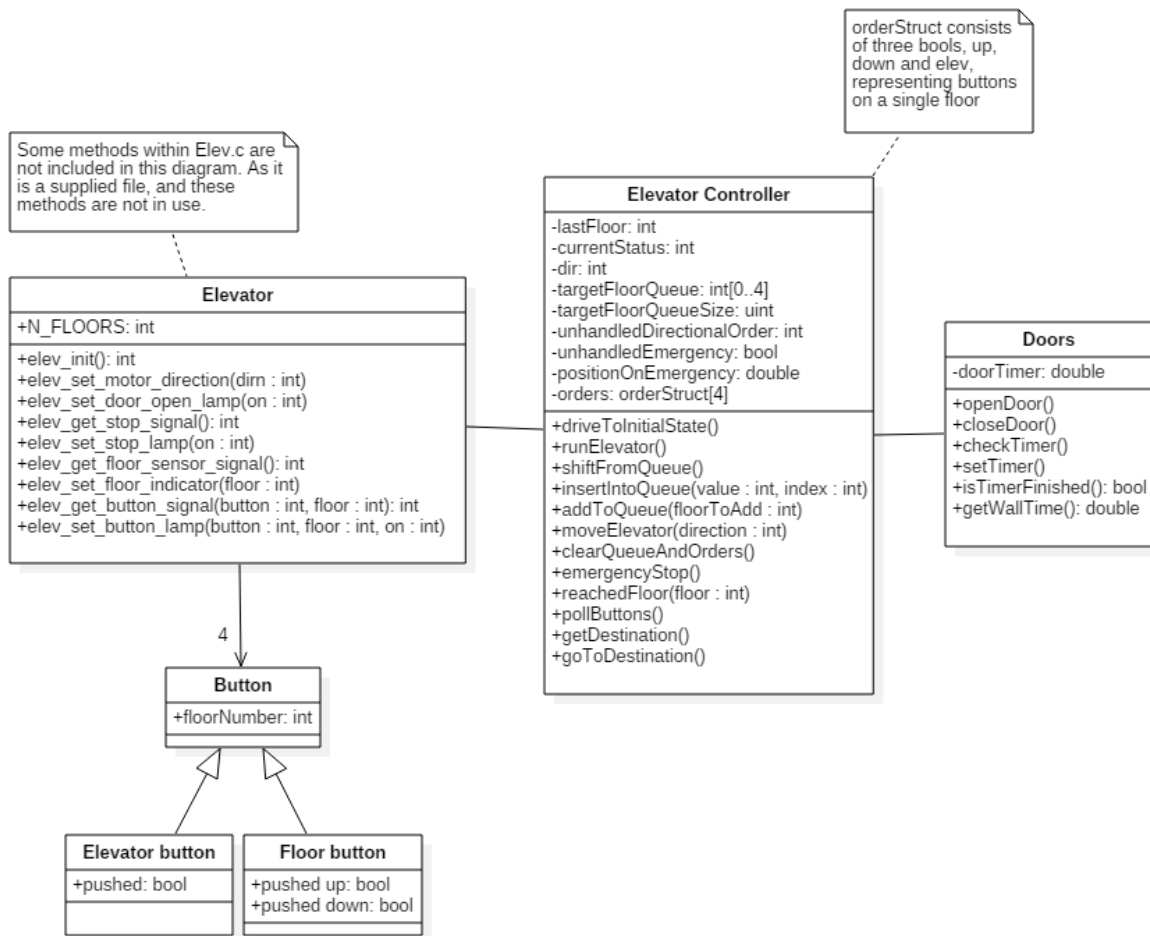 orderStruct consists
of three bools, up,
down and elev,
representing buttons
on a single floor
Some methods within Elev.c are
not included in this diagram. As it
is a supplied file, and these
methods are not in use.
Elevator
+N_FLOORS: int
+elev_init(): int
+elev_set_motor_direction(dirn : int)
+elev_set_door_open_lamp(on : int)
+elev_get_stop_signal(): int
+elev_set_stop_lamp(on : int)
+elev_get_floor_sensor_signal(): int
+elev_set_floor_indicator(floor : int)
+elev_get_button_signal(button : int, floor : int): int
+elev_set_button_lamp(button : int, floor : int, on : int)
Elevator Controller
-lastFloor: int
-currentStatus: int
-dir: int
-targetFloorQueue: int[0..4]
-targetFloorQueueSize: uint
-unhandledDirectionalOrder: int
-unhandledEmergency: bool
-positionOnEmergency: double
-orders: orderStruct[4]
+driveToInitialState()
+runElevator()
+shiftFromQueue()
+insertIntoQueue(value : int, index : int)
+addToQueue(floorToAdd : int)
+moveElevator(direction : int)
+clearQueueAndOrders()
+emergencyStop()
+reachedFloor(floor : int)
+pollButtons()
+getDestination()
+goToDestination()
Doors
-doorTimer: double
+openDoor()
+closeDoor()
+checkTimer()
+setTimer()
+isTimerFinished(): bool
+getWallTime(): double
4
Button
+floorNumber: int
Elevator button
+pushed: bool
Floor button
+pushed up: bool
+pushed down: bool